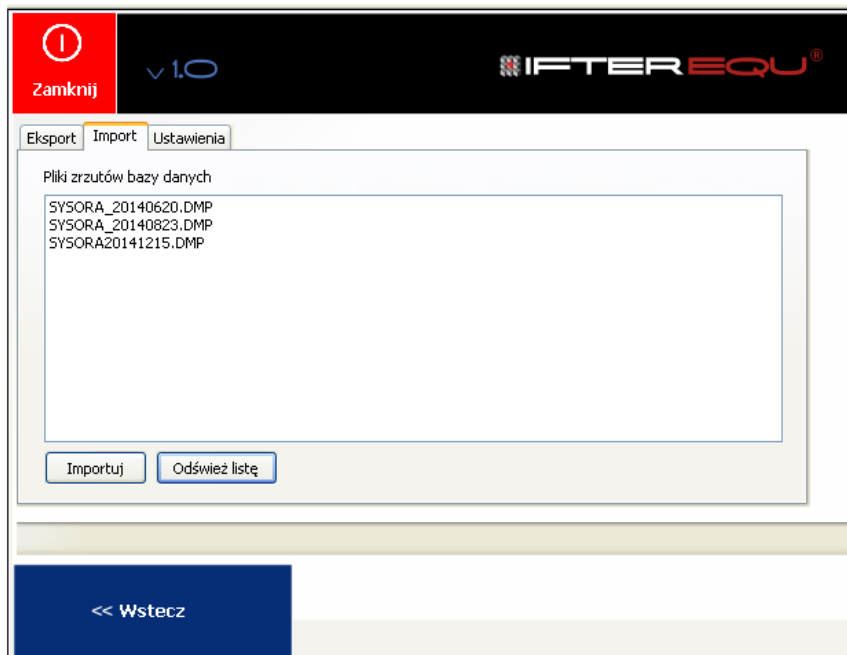 Zamknij
v 1.0
IFTER EQU®
Eksport Import Ustawienia
Pliki zrzutów bazy danych
SYSORA_20140620.DMP
SYSORA_20140823.DMP
SYSORA20141215.DMP
Importuj Odśwież listę
<< Wstecz